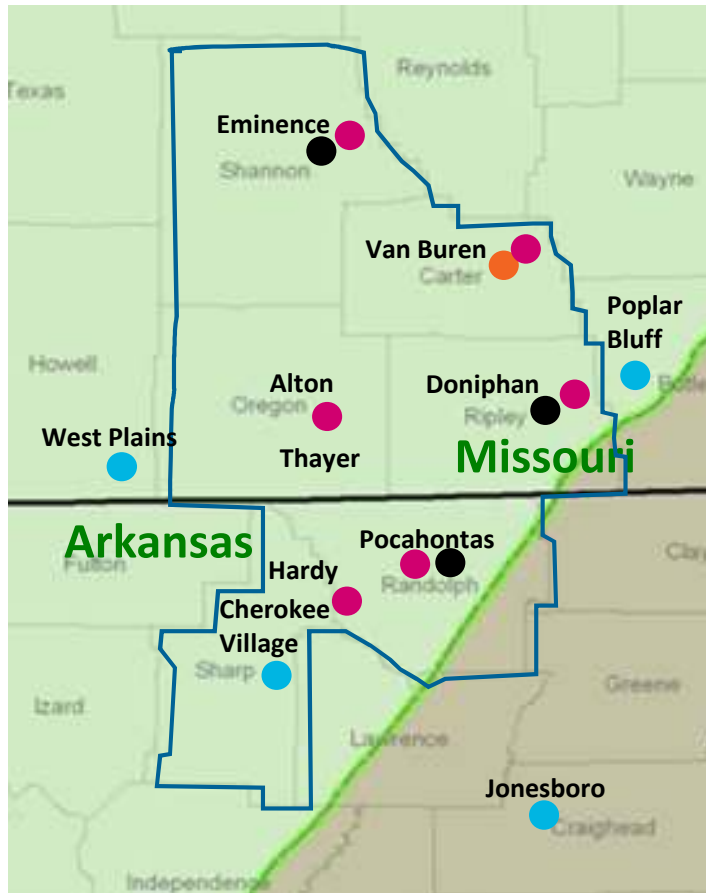 Reynolds
Texas
Eminence
Shannon
Wayne
Van Buren
Carter
Poplar
Bluff
Howell
Alton
Doniphan
Oregon
Ripley
West Plains
Thayer
Missouri
Arkansas
Pocahontas
Fulton
Hardy
Randolph
Clay
Cherokee
Village
Sharp
Izard
Greene
Lawrence
Jonesboro
Craighead
Independence